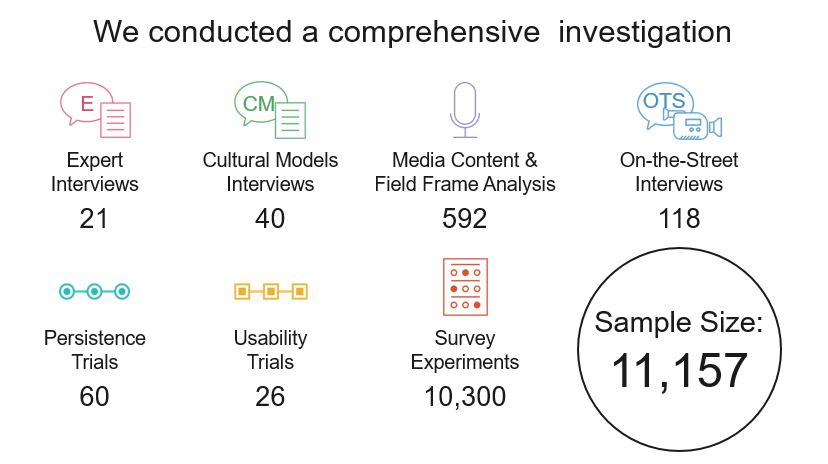 We conducted a comprehensive  investigation
E
CM
OTS
Expert
Interviews
21
Cultural Models
Interviews
40
Media Content &
Field Frame Analysis
592
On-the-Street
Interviews
118
Persistence
Trials
60
Usability
Trials
26
Survey
Experiments
10,300
Sample Size:
11,157